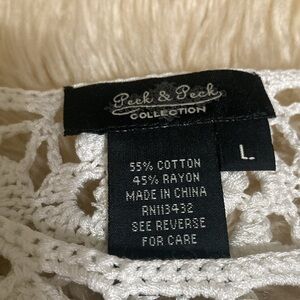 Peck & Peck
COLLECTION
L
55% COTTON
45% RAYON
MADE IN CHINA
RN113432
SEE REVERSE
FOR CARE